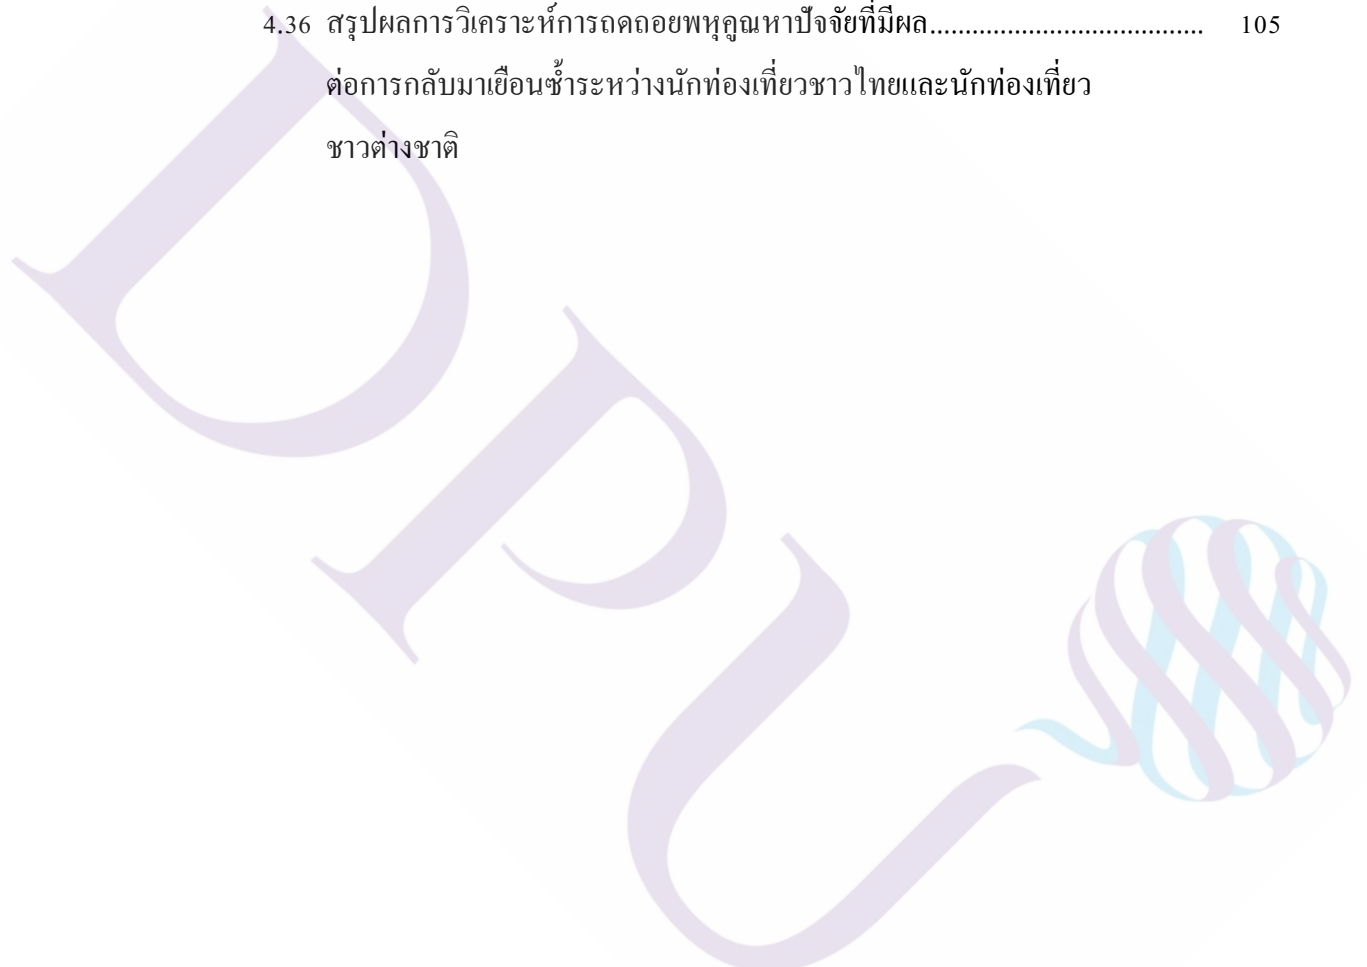 4.36 สรุปผลการวิเคราะห์การถดถอยพหุคูณหาปัจจัยที่มีผล...................................... 105
ต่อการกลับมาเยือนซ้ำระหว่างนักท่องเที่ยวชาวไทยและนักท่องเที่ยว
ชาวต่างชาติ
DPU